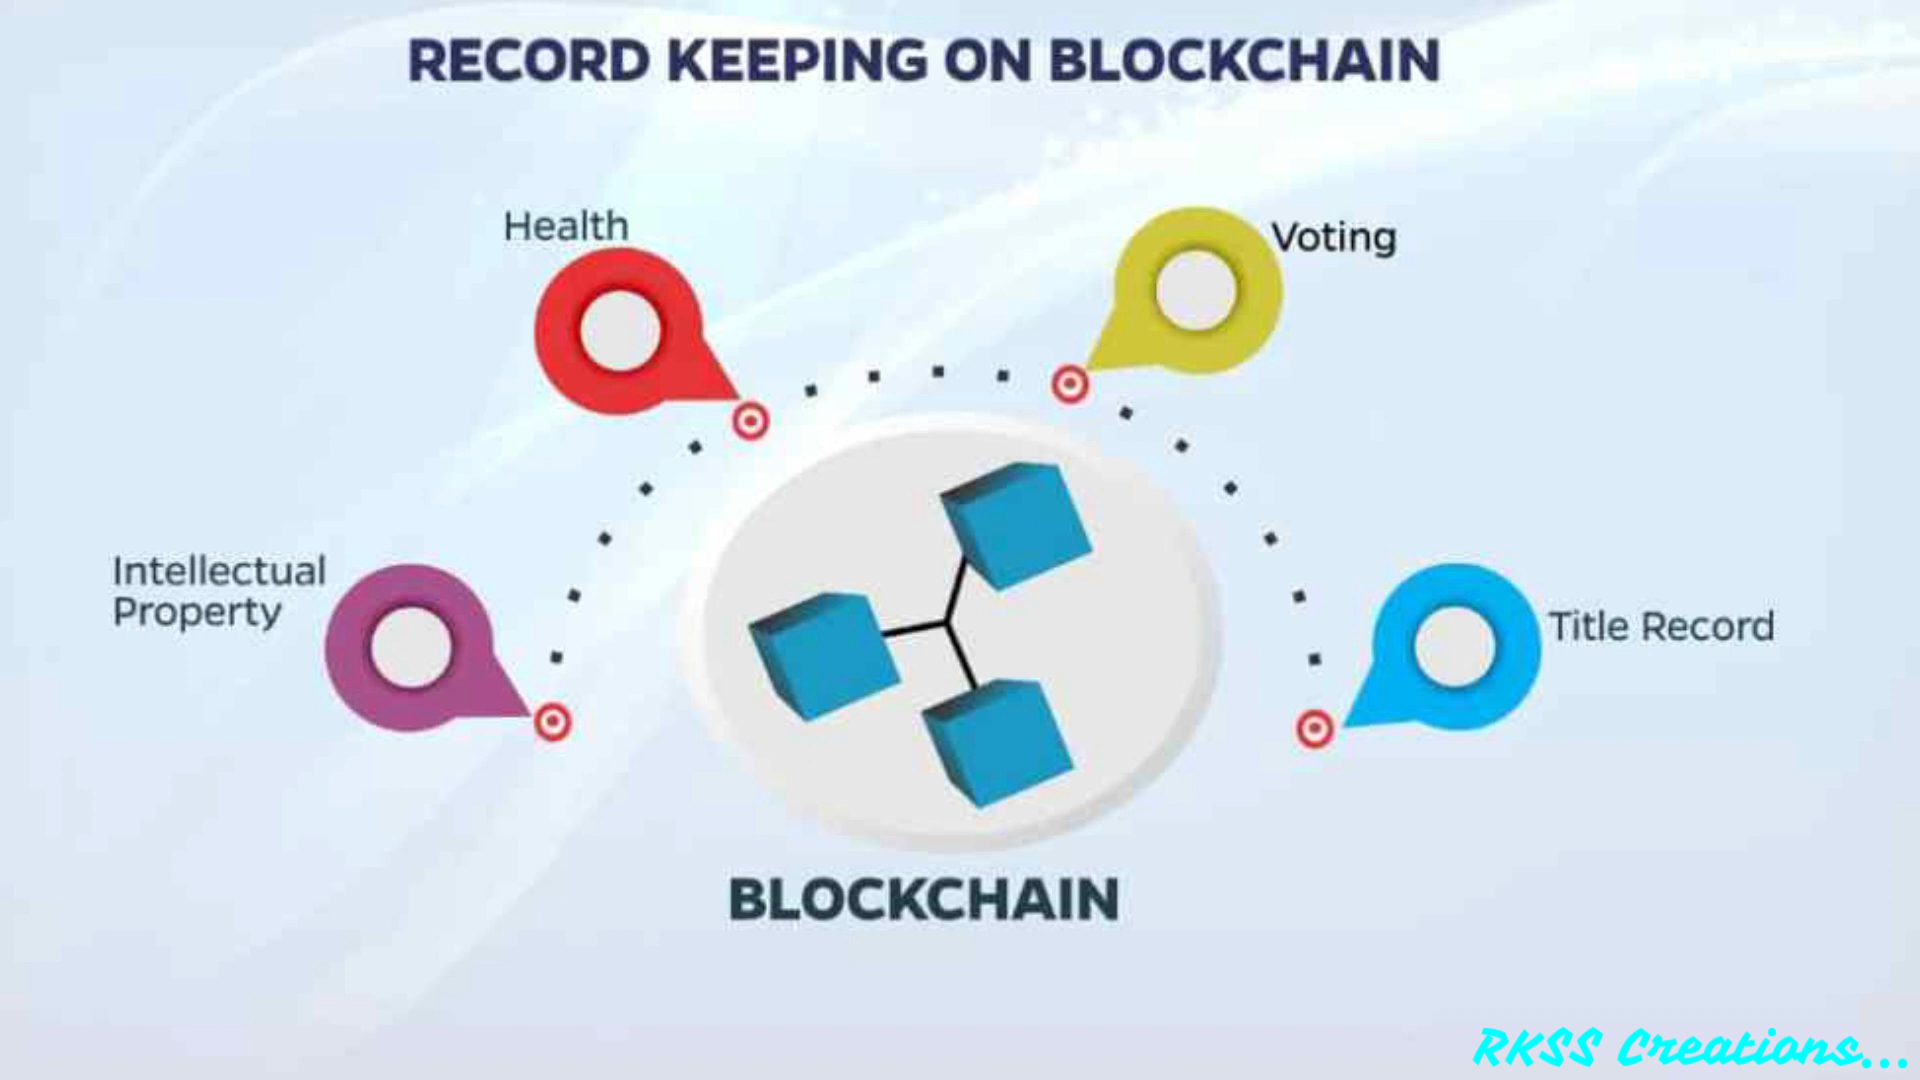 RECORD KEEPING ON BLOCKCHAIN
Health
Voting
Intellectual
Property
Title Record
BLOCKCHAIN
RKSS Creations...